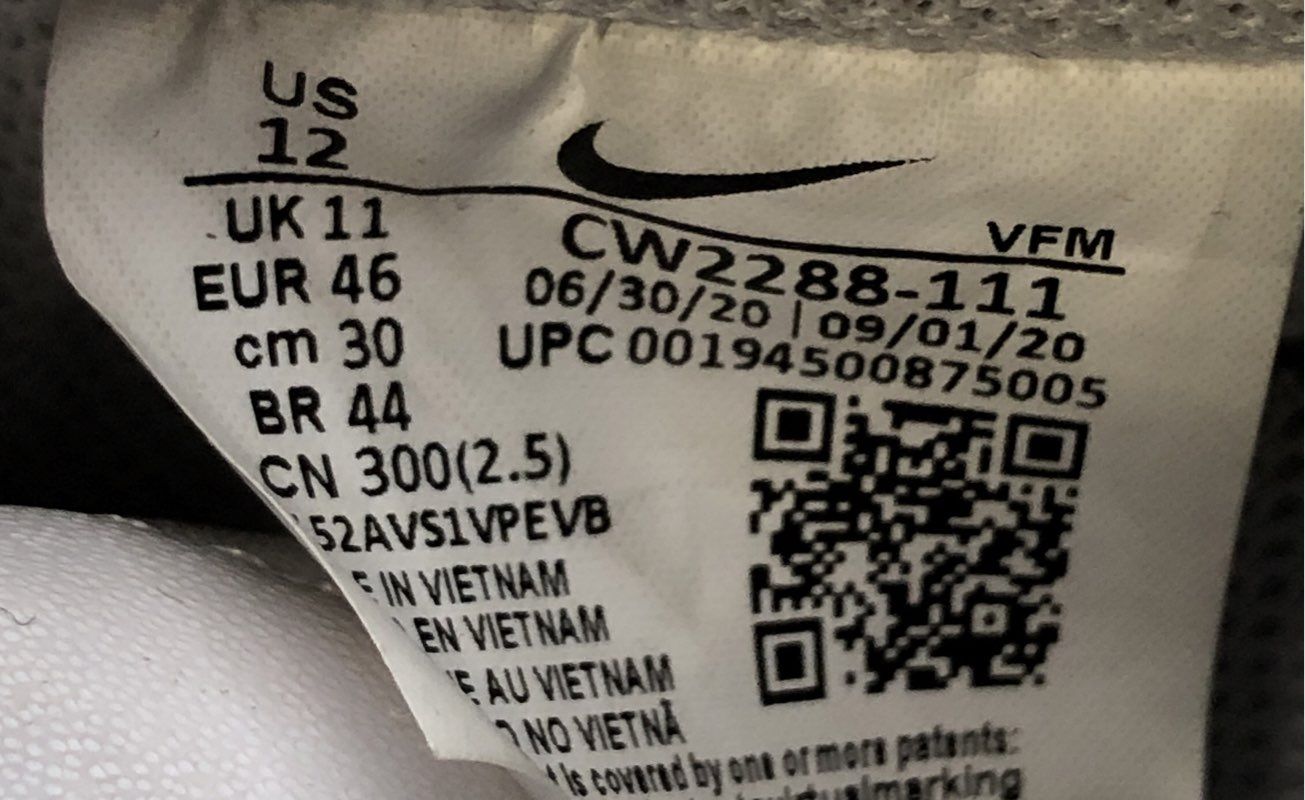 US
12
UK 11
EUR 46
cm 30
BR 44
CN 300(2.5)
52AVS1VPEVB
IN VIETNAM
EN VIETNAM
AU VIETNAM
NO VIETNÃ
VFM
CW2288-111
06/30/20 | 09/01/20
UPC 00194500875005
is covered by one or more patents: